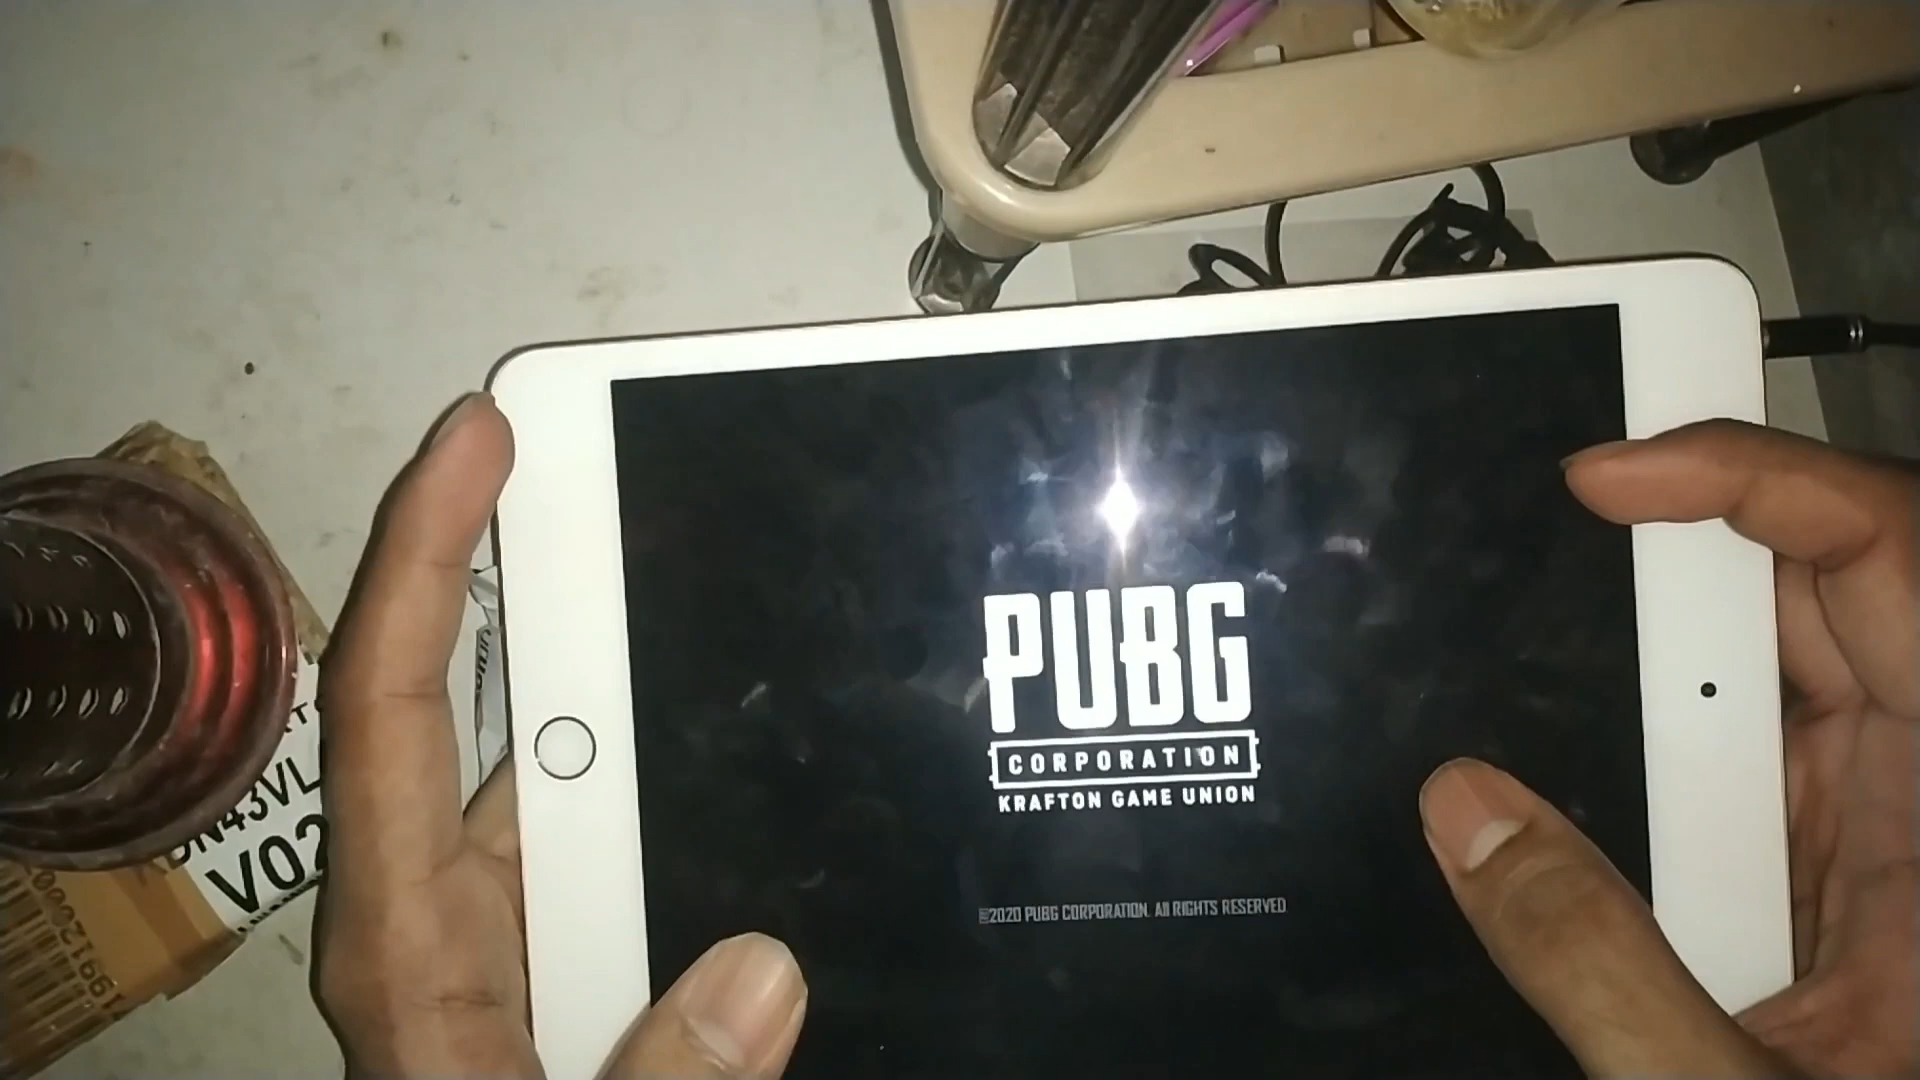 PUBG
CORPORATION
KRAFTON GAME UNION
2020 PUBG CORPORATION. All RIGHTS RESERVED
V02